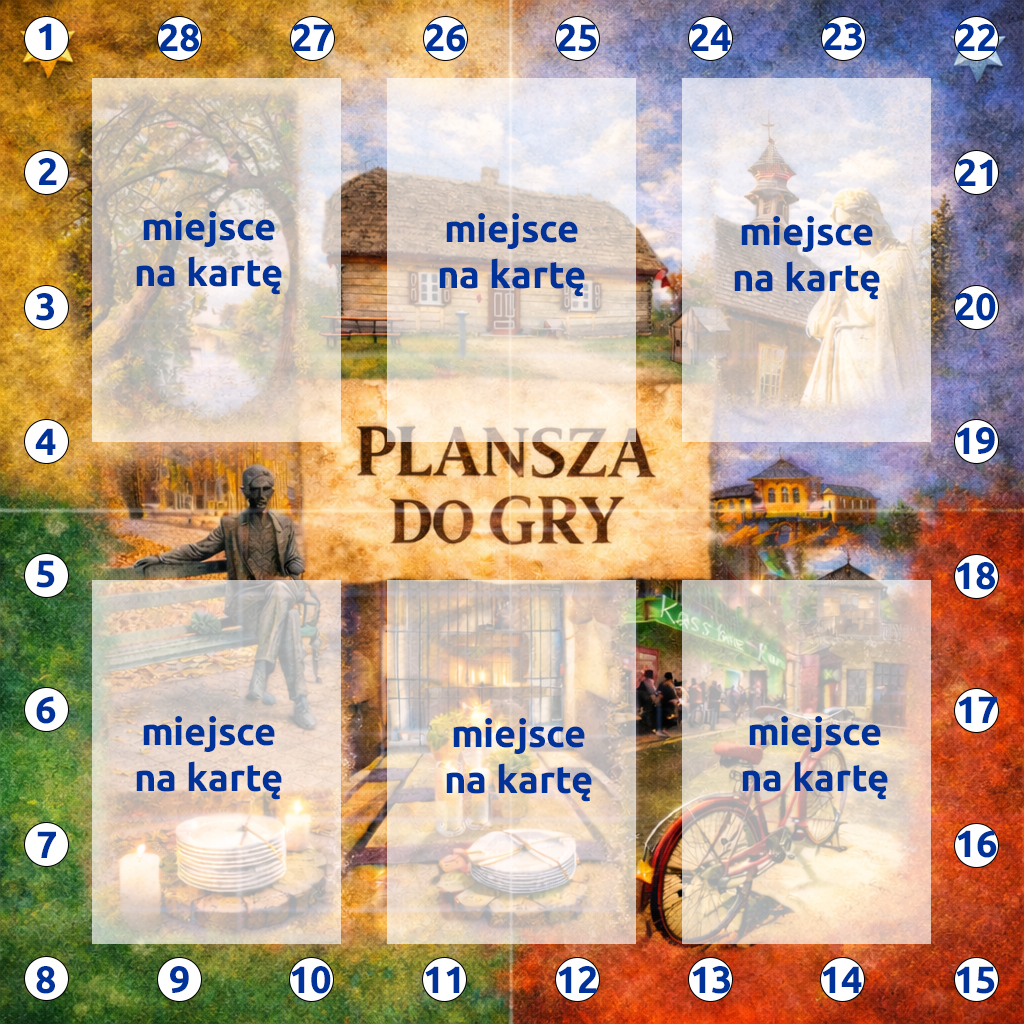 1 28 27 26 25 24 23 22
2 21
miejsce miejsce miejsce
na kartę na kartę na kartę
3 20
4 19
PLANSZA
DO GRY
5 18
6 17
miejsce miejsce miejsce
na kartę na kartę na kartę
7 16
8 9 10 11 12 13 14 15